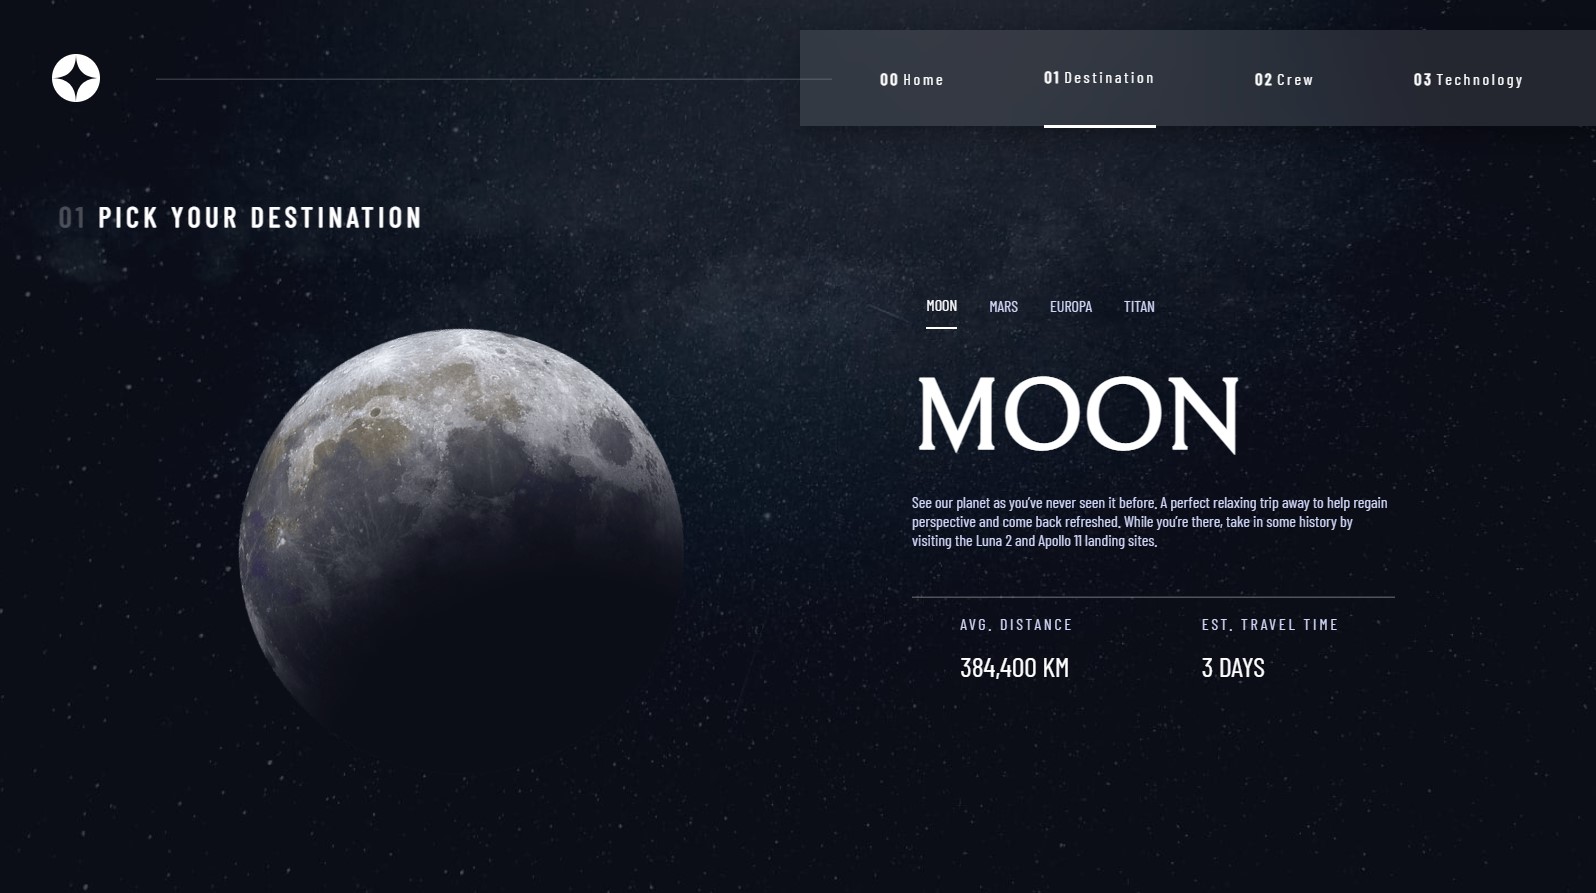 00 Home 01 Destination 02 Crew 03 Technology
01 PICK YOUR DESTINATION
MOON MARS EUROPA TITAN
MOON
See our planet as you’ve never seen it before. A perfect relaxing trip away to help regain
perspective and come back refreshed. While you’re there, take in some history by
visiting the Luna 2 and Apollo 11 landing sites.
AVG. DISTANCE EST. TRAVEL TIME
384,400 KM 3 DAYS